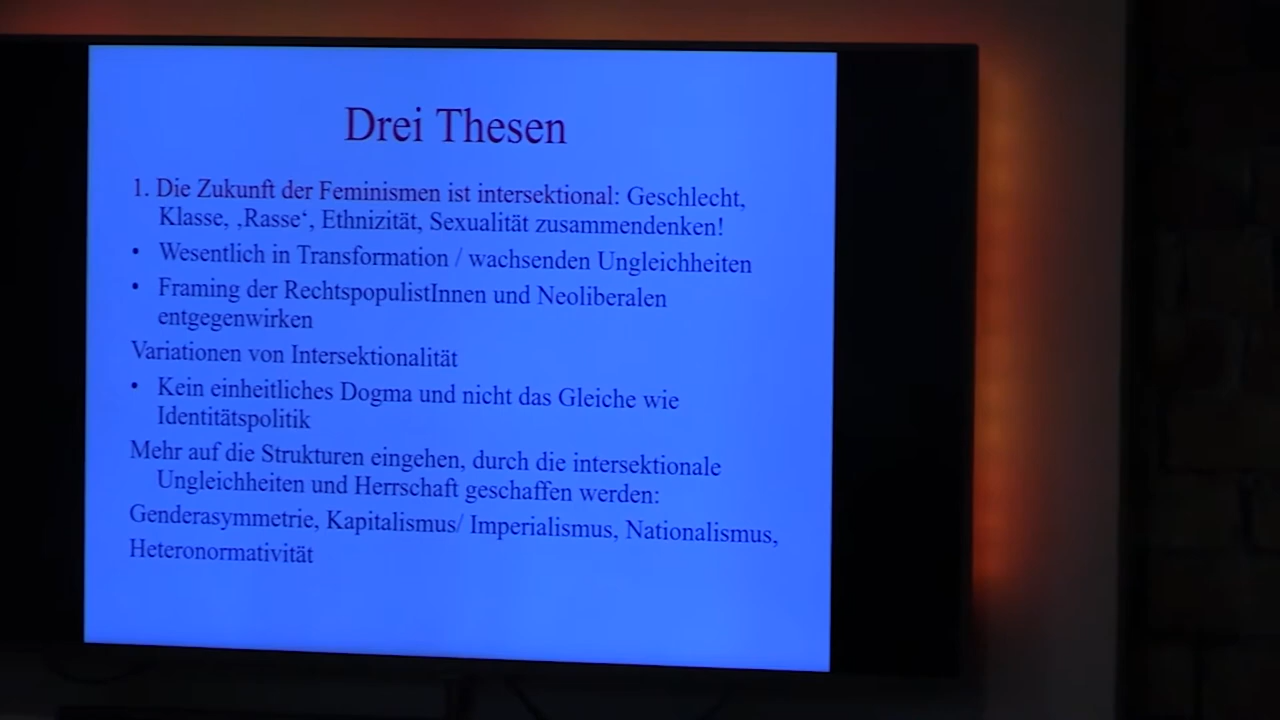 Drei Thesen
1. Die Zukunft der Feminismen ist intersektional: Geschlecht,
Klasse, ‚Rasse‘, Ethnizität, Sexualität zusammendenken!
• Wesentlich in Transformation / wachsenden Ungleichheiten
• Framing der RechtspopulistInnen und Neoliberalen
entgegenwirken
Variationen von Intersektionalität
• Kein einheitliches Dogma und nicht das Gleiche wie
Identitätspolitik
Mehr auf die Strukturen eingehen, durch die intersektionale
Ungleichheiten und Herrschaft geschaffen werden:
Genderasymmetrie, Kapitalismus/ Imperialismus, Nationalismus,
Heteronormativität